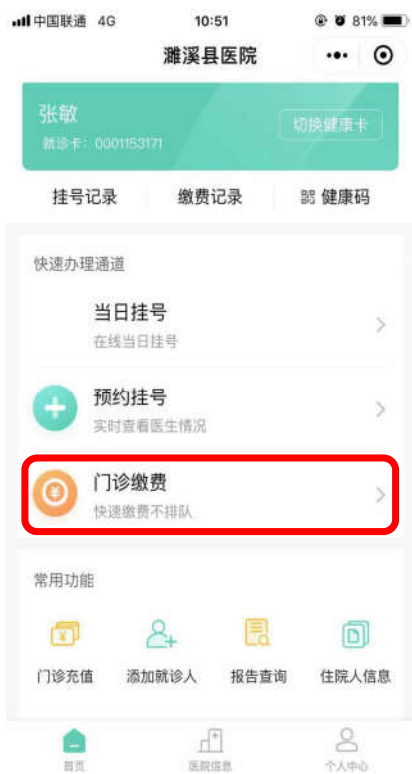 中国联通 4G 10:51 81%
濉溪县医院
张敏
就诊卡：0001153171
切换健康卡
挂号记录 缴费记录 健康码
快速办理通道
当日挂号
在线当日挂号
预约挂号
实时查看医生情况
门诊缴费
快速缴费不排队
常用功能
门诊充值 添加就诊人 报告查询 住院人信息
首页 医院信息 个人中心